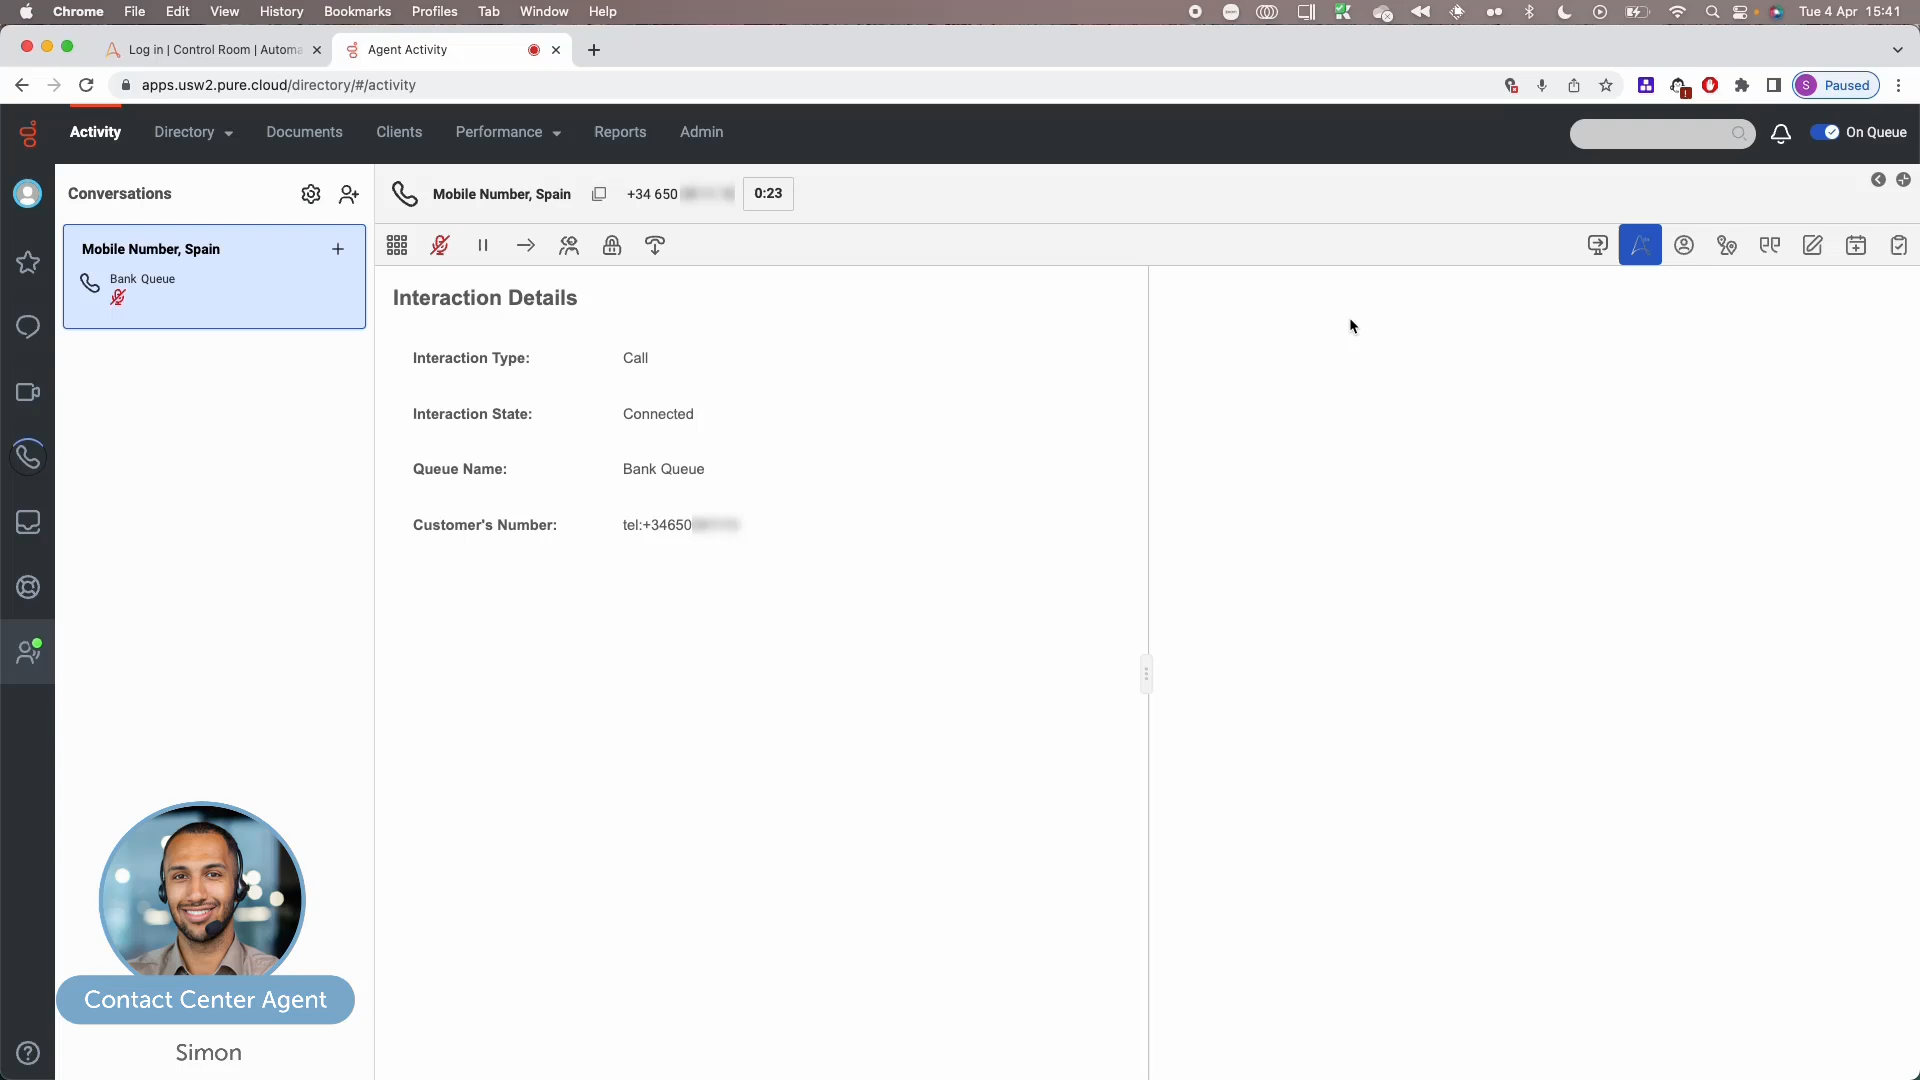 Chrome File Edit View History Bookmarks Profiles Tab Window Help Tue 4 Apr 15:41
Log in | Control Room | Automa Agent Activity
apps.usw2.pure.cloud/directory/#/activity S Paused
Activity Directory Documents Clients Performance Reports Admin On Queue
Conversations
Mobile Number, Spain +34 650 0:23
Mobile Number, Spain
Bank Queue
Interaction Details
Interaction Type: Call
Interaction State: Connected
Queue Name: Bank Queue
Customer's Number: tel:+34650
Contact Center Agent
Simon